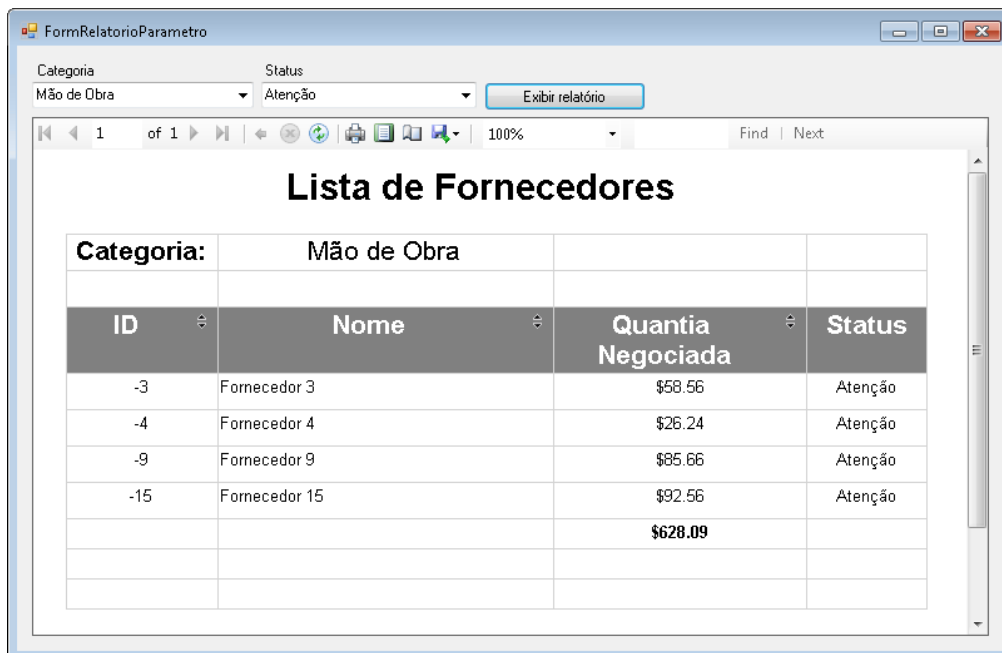 FormRelatorioParametro
Categoria Status
Mão de Obra Atenção Exibir relatório
1 of 1 100% Find | Next
Lista de Fornecedores
Categoria: Mão de Obra
ID Nome Quantia Negociada Status
-3 Fornecedor 3 $58.56 Atenção
-4 Fornecedor 4 $26.24 Atenção
-9 Fornecedor 9 $85.66 Atenção
-15 Fornecedor 15 $92.56 Atenção
$628.09